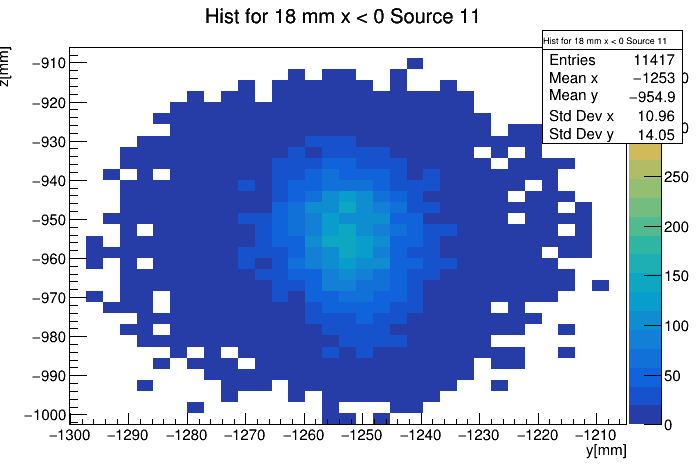 Hist for 18 mm x < 0 Source 11
Hist for 18 mm x < 0 Source 11
Entries 11417
Mean x −1253
Mean y −954.9
Std Dev x 10.96
Std Dev y 14.05
z[mm]
−910
−920
−930
−940
−950
−960
−970
−980
−990
−1000
−1300 −1290 −1280 −1270 −1260 −1250 −1240 −1230 −1220 −1210
y[mm]
250
200
150
100
50
0